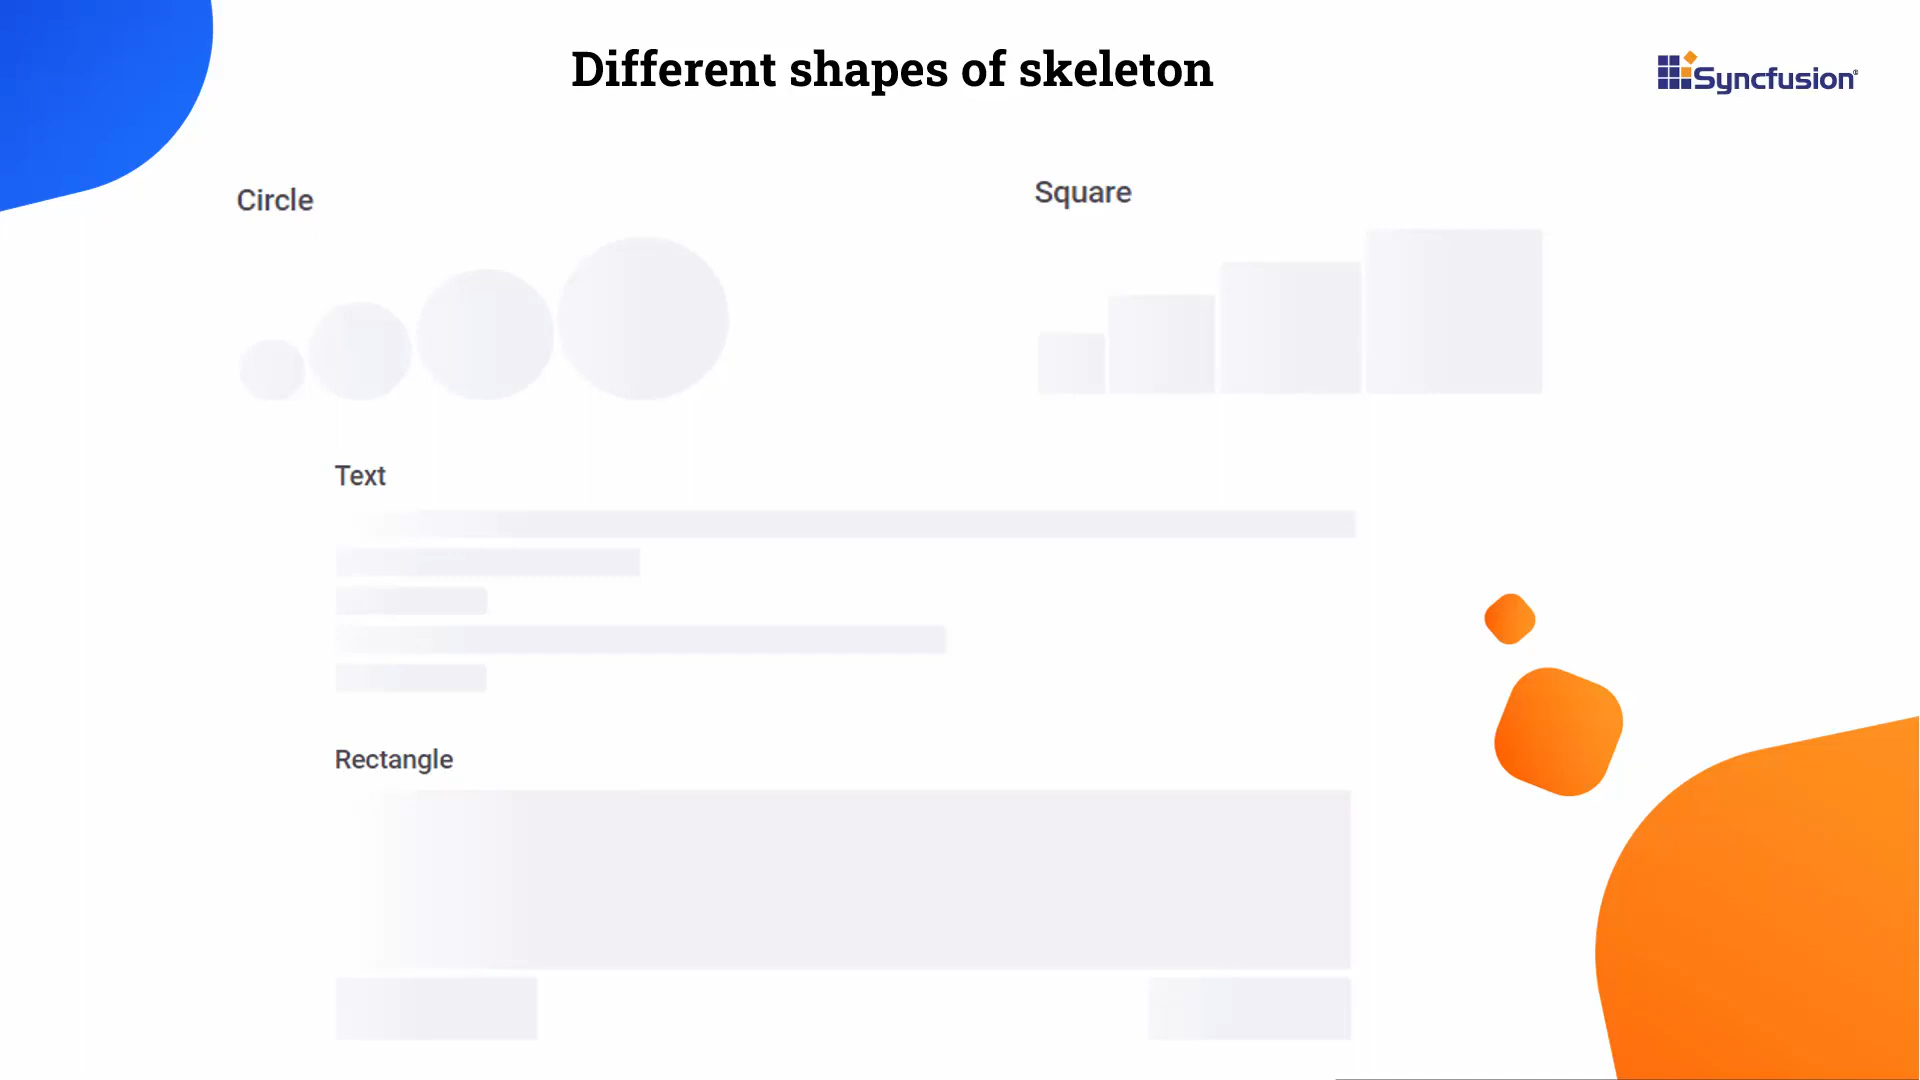 Different shapes of skeleton
Syncfusion®
Circle
Square
Text
Rectangle